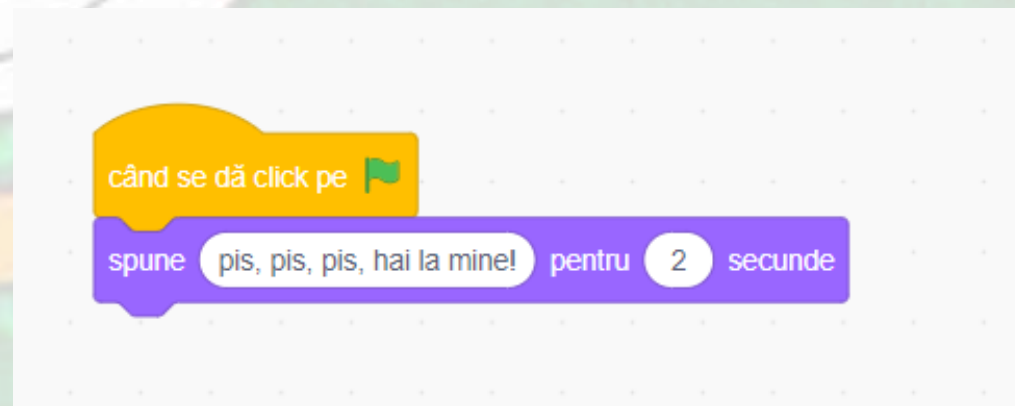 când se dă click pe
spune pis, pis, pis, hai la mine! pentru 2 secunde